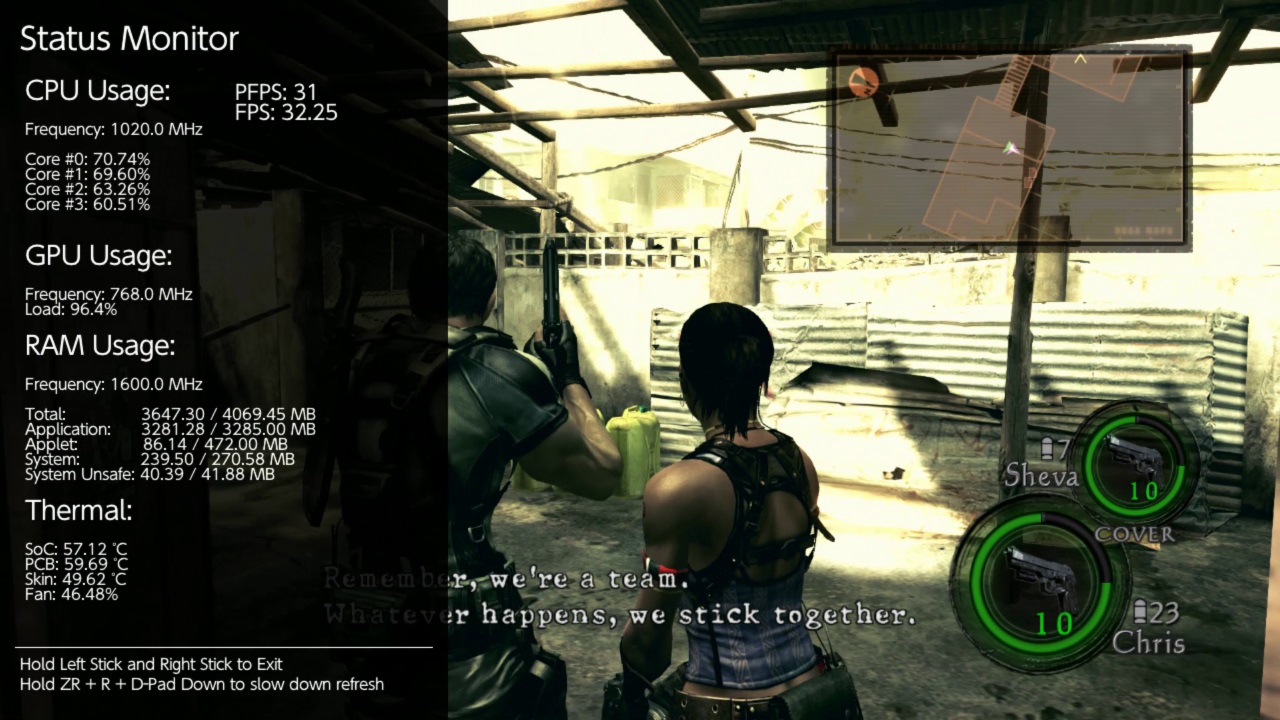 Status Monitor
CPU Usage:
PFPS: 31
FPS: 32.25
Frequency: 1020.0 MHz
Core #0: 70.74%
Core #1: 69.60%
Core #2: 63.26%
Core #3: 60.51%
GPU Usage:
Frequency: 768.0 MHz
Load: 96.4%
RAM Usage:
Frequency: 1600.0 MHz
Total: 3647.30 / 4069.45 MB
Application: 3281.28 / 3285.00 MB
Applet: 86.14 / 472.00 MB
System: 239.50 / 270.58 MB
System Unsafe: 40.39 / 41.88 MB
Thermal:
SoC: 57.12 °C
PCB: 59.69 °C
Skin: 49.62 °C
Fan: 46.48%
Hold Left Stick and Right Stick to Exit
Hold ZR + R + D-Pad Down to slow down refresh
Remember, we're a team.
Whatever happens, we stick together.
7
Sheva
10
COVER
10
23
Chris